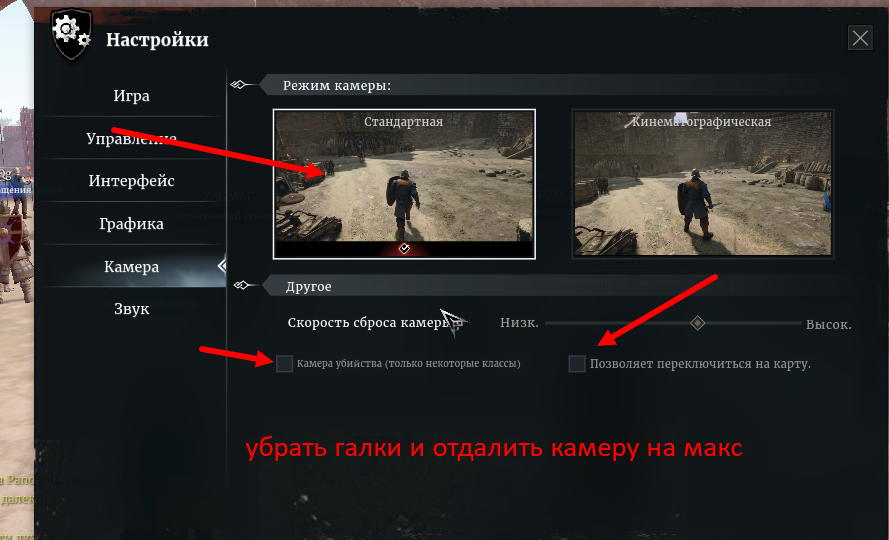 Настройки
Игра
Управление
Интерфейс
Графика
Камера
Звук
Режим камеры:
Стандартная
Кинематографическая
Другое
Скорость сброса камеры
Низк.
Высок.
Камера убийства (только некоторые классы)
Позволяет переключиться на карту.
убрать галки и отдалить камеру на макс
далек